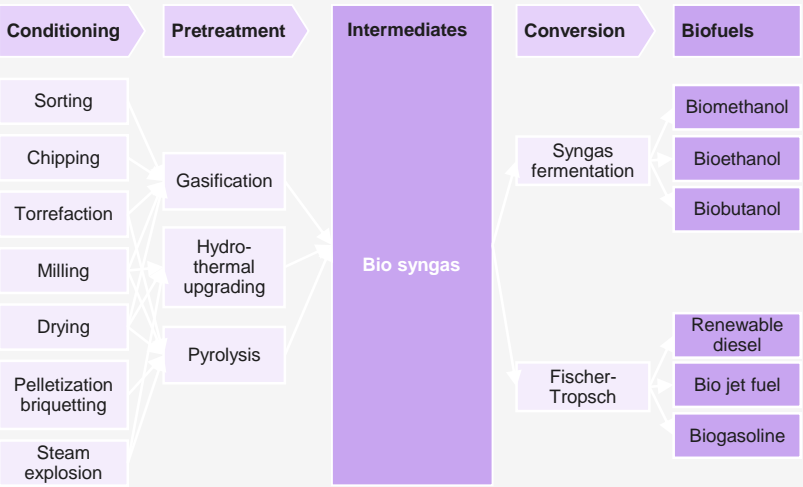 Conditioning
Pretreatment
Intermediates
Conversion
Biofuels
Sorting
Chipping
Torrefaction
Milling
Drying
Pelletization
briquetting
Steam
explosion
Gasification
Hydro-
thermal
upgrading
Pyrolysis
Bio syngas
Syngas
fermentation
Fischer-
Tropsch
Biomethanol
Bioethanol
Biobutanol
Renewable
diesel
Bio jet fuel
Biogasoline